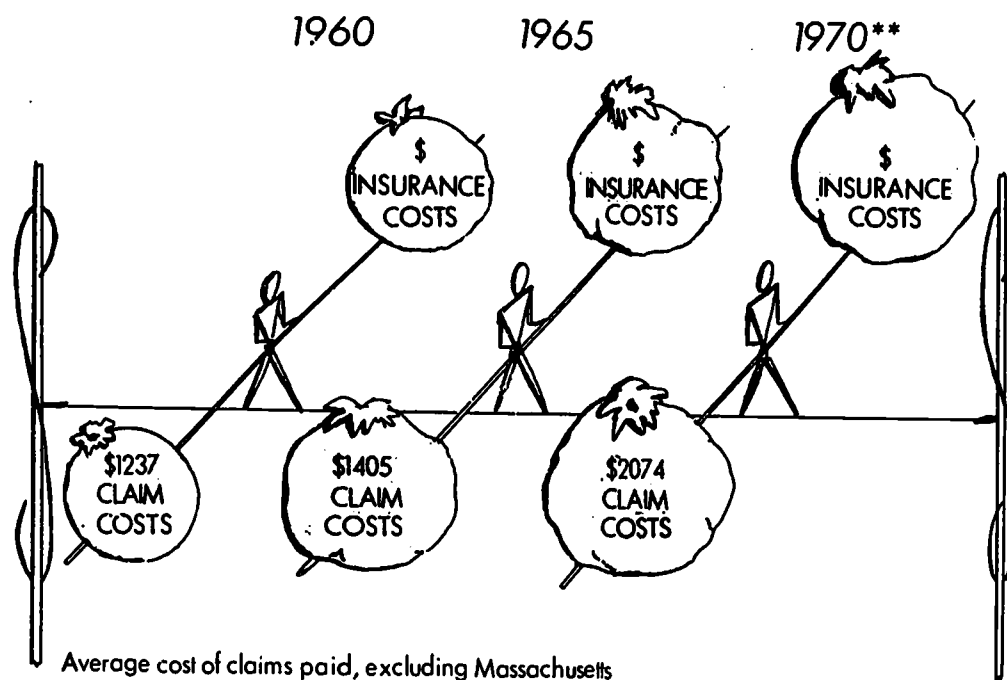 1960 1965 1970**
$
INSURANCE
COSTS
$
INSURANCE
COSTS
$
INSURANCE
COSTS
$1237
CLAIM
COSTS
$1405
CLAIM
COSTS
$2074
CLAIM
COSTS
Average cost of claims paid, excluding Massachusetts